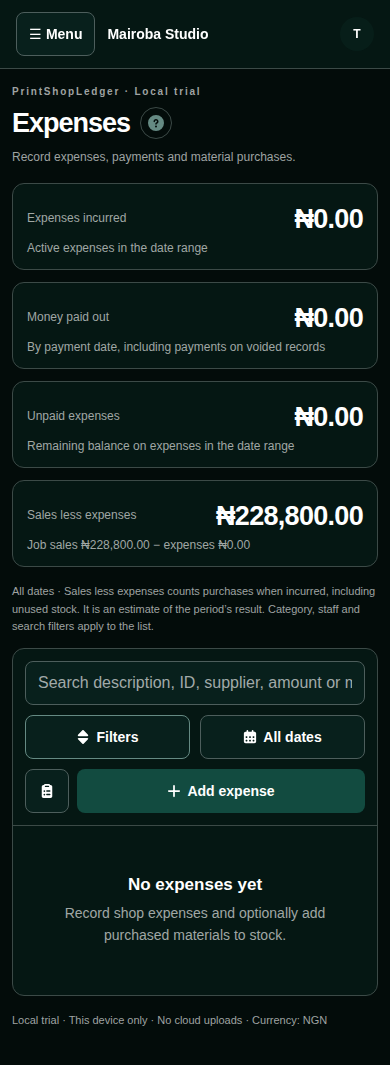 ☰ Menu
Mairoba Studio
T
PrintShopLedger · Local trial
Expenses
?
Record expenses, payments and material purchases.
Expenses incurred
₦0.00
Active expenses in the date range
Money paid out
₦0.00
By payment date, including payments on voided records
Unpaid expenses
₦0.00
Remaining balance on expenses in the date range
Sales less expenses
₦228,800.00
Job sales ₦228,800.00 − expenses ₦0.00
All dates · Sales less expenses counts purchases when incurred, including
unused stock. It is an estimate of the period's result. Category, staff and
search filters apply to the list.
Search description, ID, supplier, amount or
Filters
All dates
+ Add expense
No expenses yet
Record shop expenses and optionally add
purchased materials to stock.
Local trial · This device only · No cloud uploads · Currency: NGN